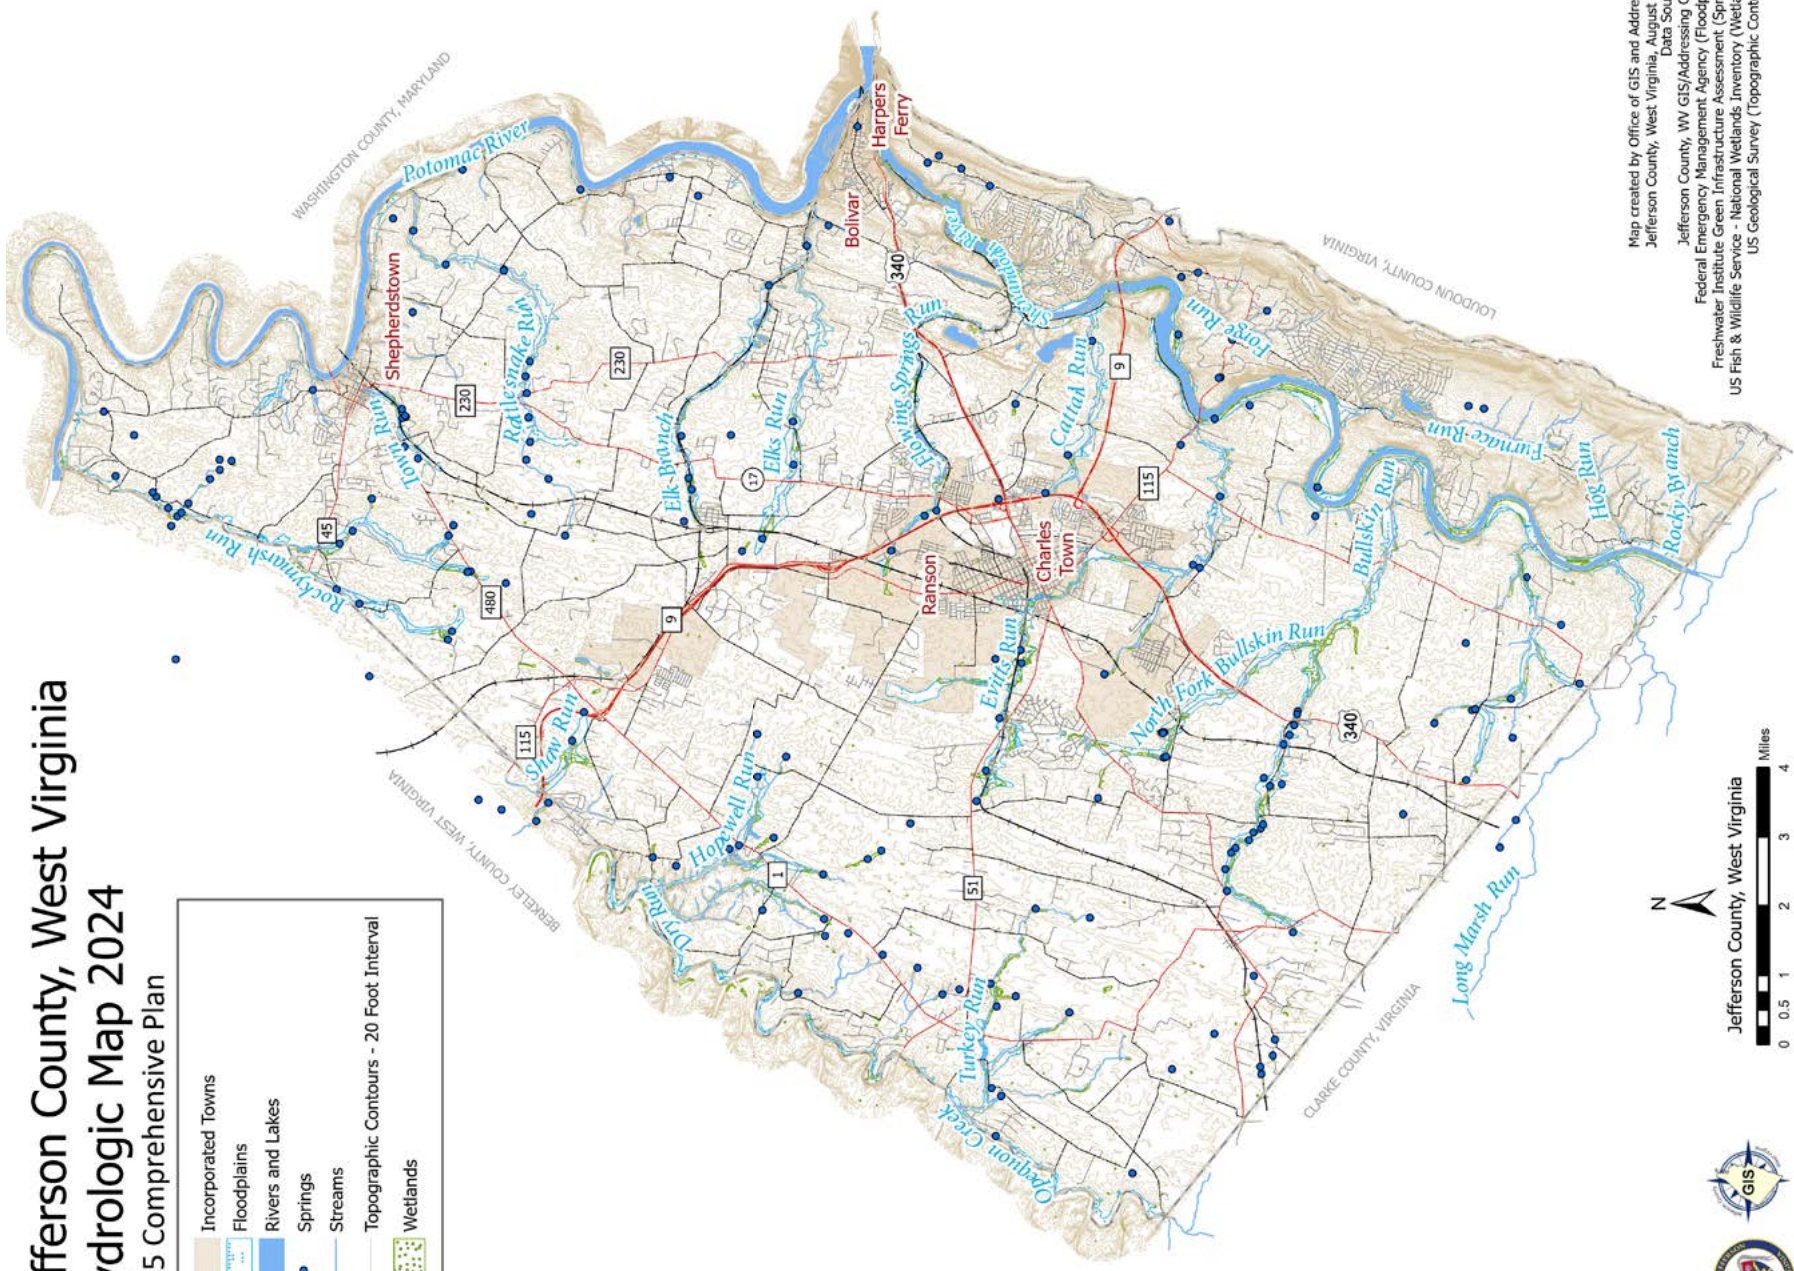 fferson County, West Virginia
ydrologic Map 2024
5 Comprehensive Plan
Incorporated Towns
Floodplains
Rivers and Lakes
Springs
Streams
Topographic Contours - 20 Foot Interval
Wetlands
WASHINGTON COUNTY, MARYLAND
Potomac River
Shepherdstown
Harpers
Ferry
Bolivar
Shenandoah River
LOUDOUN COUNTY, VIRGINIA
Rockymarsh Run
Town Run
Rattlesnake Run
Elk Branch
Elks Run
Flowing Springs Run
Cattail Run
Forge Run
Furnace Run
Hog Run
Rocky Branch
45
480
230
230
17
340
9
115
9
115
Ranson
Charles
Town
Evitts Run
Bullskin Run
North Fork Bullskin Run
340
Shaw Run
BERKELEY COUNTY, WEST VIRGINIA
Hopewell Run
Dry Run
1
51
Turkey Run
Opequon Creek
CLARKE COUNTY, VIRGINIA
Long Marsh Run
N
Jefferson County, West Virginia
0 0.5 1 2 3 4
Miles
GIS
Map created by Office of GIS and Addre
Jefferson County, West Virginia, August
Data Sou
Jefferson County, WV GIS/Addressing O
Federal Emergency Management Agency (Floodp
Freshwater Institute Green Infrastructure Assessment (Spr
US Fish & Wildlife Service - National Wetlands Inventory (Wetla
US Geological Survey (Topographic Cont